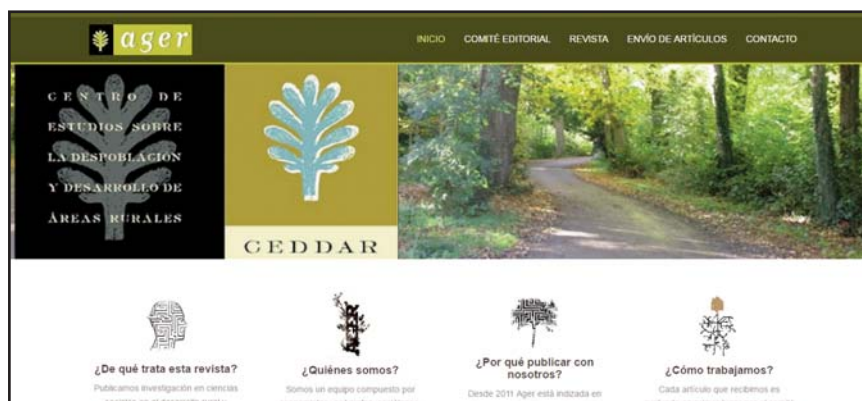 ager
INICIO COMITÉ EDITORIAL REVISTA ENVÍO DE ARTÍCULOS CONTACTO
CENTRO DE
ESTUDIOS SOBRE
LA DESPOBLACIÓN
Y DESARROLLO DE
ÁREAS RURALES
CEDDAR
AGER
¿De qué trata esta revista?
Publicamos investigación en ciencias
¿Quiénes somos?
Somos un equipo compuesto por
¿Por qué publicar con
nosotros?
Desde 2011 Ager está indizada en
¿Cómo trabajamos?
Cada artículo que recibimos es